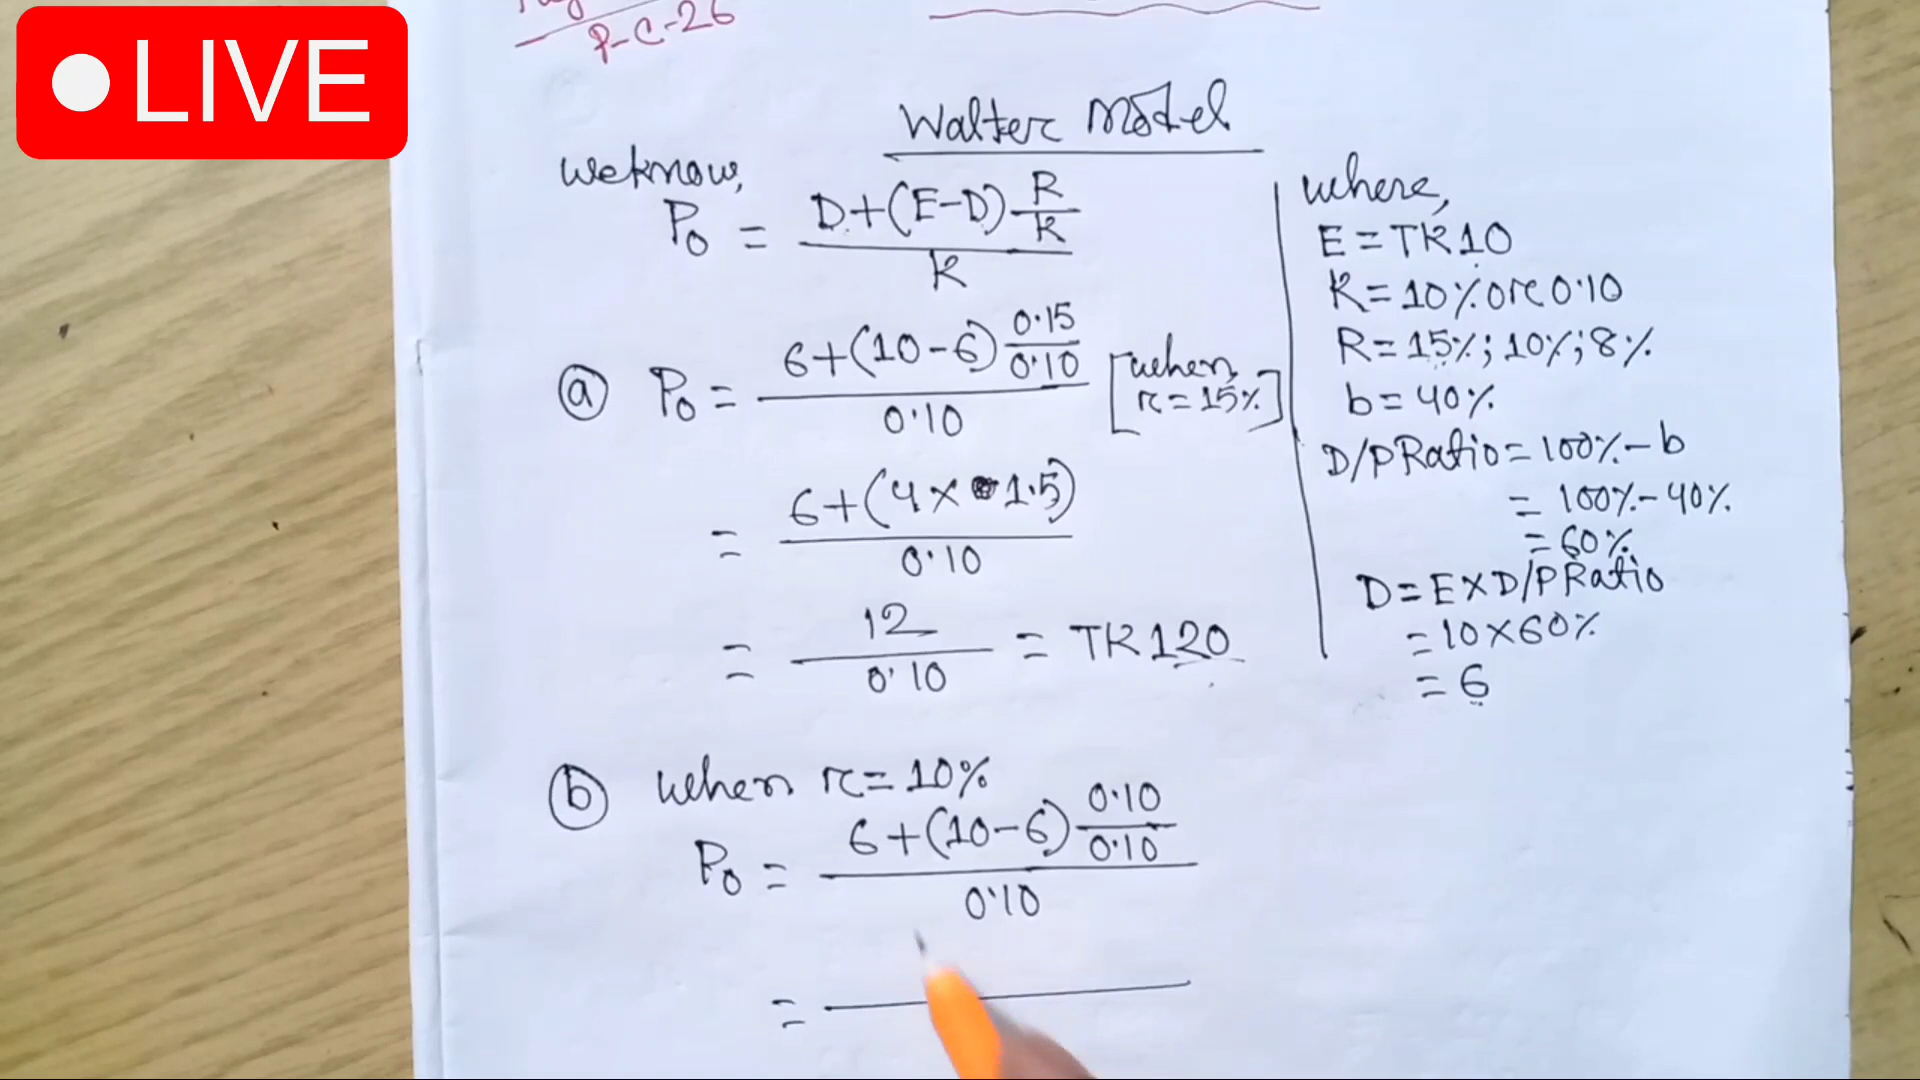 LIVE
P-C-26
Walter Model
we know,
P₀ = D+(E-D) R/K / K
(a) P₀ = 6+(10-6) 0.15/0.10 / 0.10 [when, r=15%]
= 6+(4× 1.5) / 0.10
= 12 / 0.10 = TK 120
(b) when r=10%
P₀ = 6+(10-6) 0.10/0.10 / 0.10
=
where,
E = TK 10
K = 10% or 0.10
R = 15%; 10%; 8%
b = 40%
D/P Ratio = 100% - b
= 100% - 40%
= 60%
D = E × D/P Ratio
= 10 × 60%
= 6